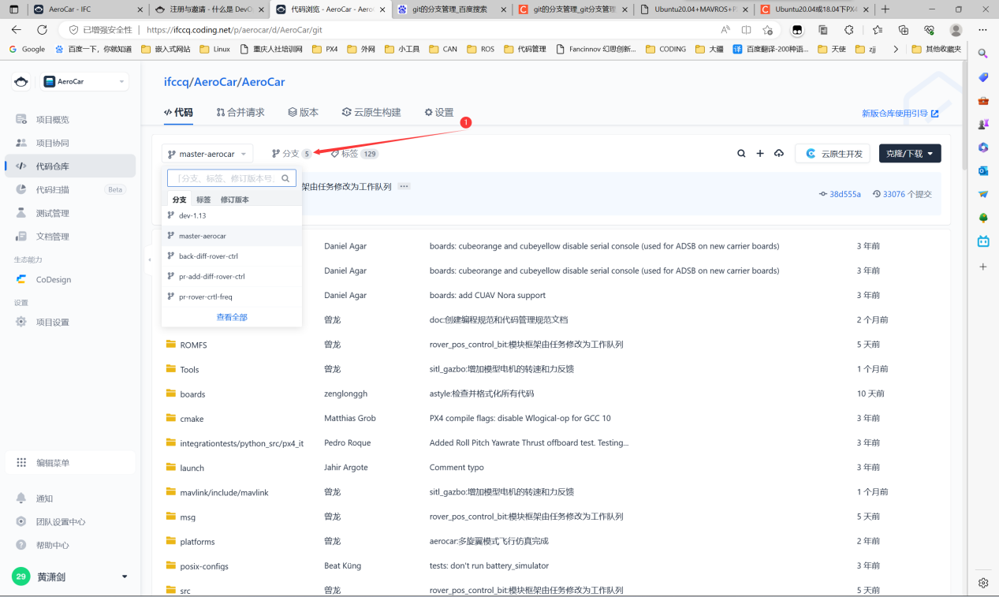 AeroCar - IFC
注册与邀请 - 什么是 DevO
代码浏览 - AeroCar - AeroC
git的分支管理_百度搜索
git的分支管理_git分支管理
Ubuntu20.04+MAVROS+P
Ubuntu20.04或18.04下PX4
已增强安全性
https://ifccq.coding.net/p/aerocar/d/AeroCar/git
Google
百度一下，你就知道
嵌入式网站
Linux
重庆人社培训网
PX4
外网
小工具
CAN
ROS
代码管理
Fancinnov 幻思创新...
CODING
大疆
百度翻译-200种语...
天使
zjj
其他收藏夹
AeroCar
ifccq/AeroCar/AeroCar
代码
合并请求
版本
云原生构建
设置
1
新版仓库使用引导
项目概览
项目协同
代码仓库
代码扫描 Beta
测试管理
文档管理
生态能力
CoDesign
设置
项目设置
编辑菜单
通知
团队设置中心
帮助中心
29 黄潇剑
master-aerocar
分支 5
标签 129
云原生开发
克隆/下载
分支、标签、修订版本号,
分支 标签 修订版本
dev-1.13
master-aerocar
back-diff-rover-ctrl
pr-add-diff-rover-ctrl
pr-rover-crtl-freq
查看全部
架由任务修改为工作队列 ...
38d555a 33076 个提交
Daniel Agar boards: cubeorange and cubeyellow disable serial console (used for ADSB on new carrier boards) 3 年前
Daniel Agar boards: cubeorange and cubeyellow disable serial console (used for ADSB on new carrier boards) 3 年前
Daniel Agar boards: add CUAV Nora support 3 年前
曾龙 doc:创建编程规范和代码管理规范文档 2 个月前
ROMFS 曾龙 rover_pos_control_bit:模块框架由任务修改为工作队列 5 天前
Tools 曾龙 sitl_gazbo:增加模型电机的转速和力反馈 1 个月前
boards zenglonggh astyle:检查并格式化所有代码 10 天前
cmake Matthias Grob PX4 compile flags: disable Wlogical-op for GCC 10 3 年前
integrationtests/python_src/px4_it Pedro Roque Added Roll Pitch Yawrate Thrust offboard test. Testing... 3 年前
launch Jahir Argote Comment typo 3 年前
mavlink/include/mavlink 曾龙 sitl_gazbo:增加模型电机的转速和力反馈 1 个月前
msg 曾龙 rover_pos_control_bit:模块框架由任务修改为工作队列 5 天前
platforms 曾龙 aerocar:多旋翼模式飞行仿真完成 2 年前
posix-configs Beat Küng tests: don't run battery_simulator 3 年前
src 曾龙 rover_pos_control_bit:模块框架由任务修改为工作队列 5 天前